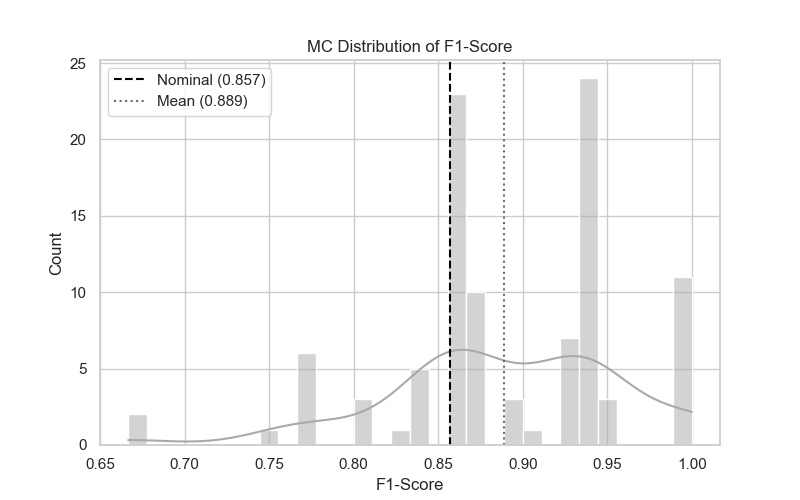 MC Distribution of F1-Score
Nominal (0.857)
Mean (0.889)
25
20
15
10
5
0
Count
0.65 0.70 0.75 0.80 0.85 0.90 0.95 1.00
F1-Score